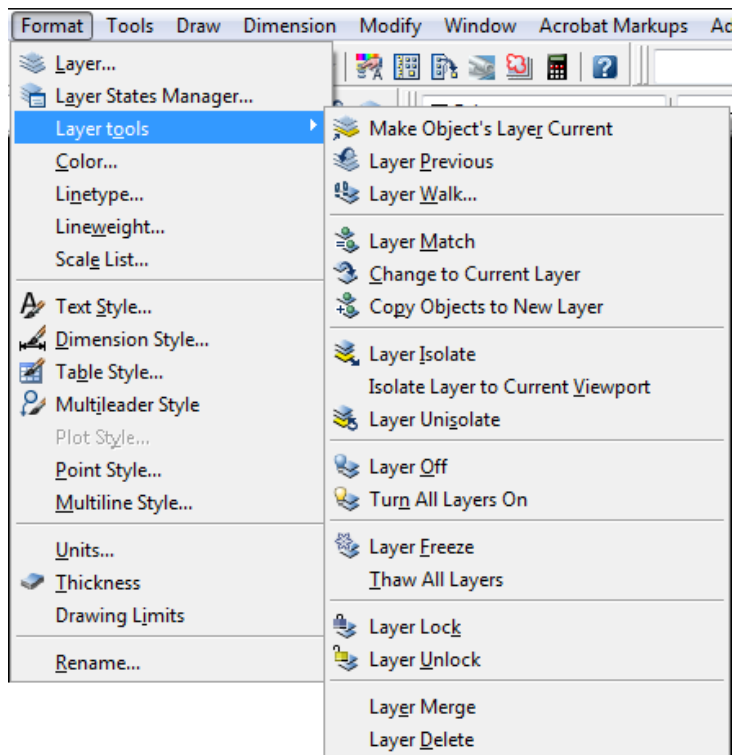 Format Tools Draw Dimension Modify Window Acrobat Markups
Layer...
Layer States Manager...
Layer tools
Color...
Linetype...
Lineweight...
Scale List...
Text Style...
Dimension Style...
Table Style...
Multileader Style
Plot Style...
Point Style...
Multiline Style...
Units...
Thickness
Drawing Limits
Rename...
Make Object's Layer Current
Layer Previous
Layer Walk...
Layer Match
Change to Current Layer
Copy Objects to New Layer
Layer Isolate
Isolate Layer to Current Viewport
Layer Unisolate
Layer Off
Turn All Layers On
Layer Freeze
Thaw All Layers
Layer Lock
Layer Unlock
Layer Merge
Layer Delete